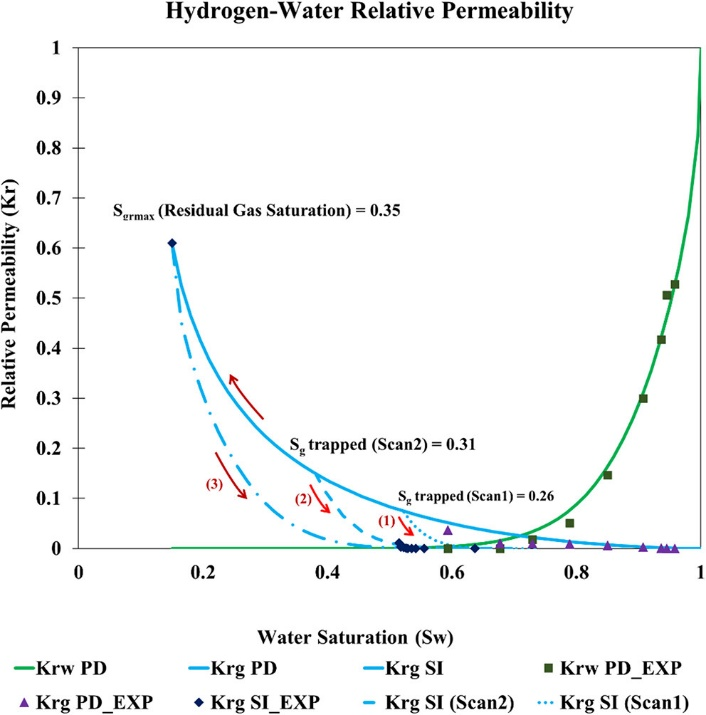 Hydrogen-Water Relative Permeability
1
0.9
0.8
0.7
0.6
0.5
0.4
0.3
0.2
0.1
0
Relative Permeability (Kr)
Sgrmax (Residual Gas Saturation) = 0.35
Sg trapped (Scan2) = 0.31
Sg trapped (Scan1) = 0.26
(3)
(2)
(1)
0 0.2 0.4 0.6 0.8 1
Water Saturation (Sw)
Krw PD Krg PD Krg SI Krw PD_EXP
Krg PD_EXP Krg SI_EXP Krg SI (Scan2) Krg SI (Scan1)